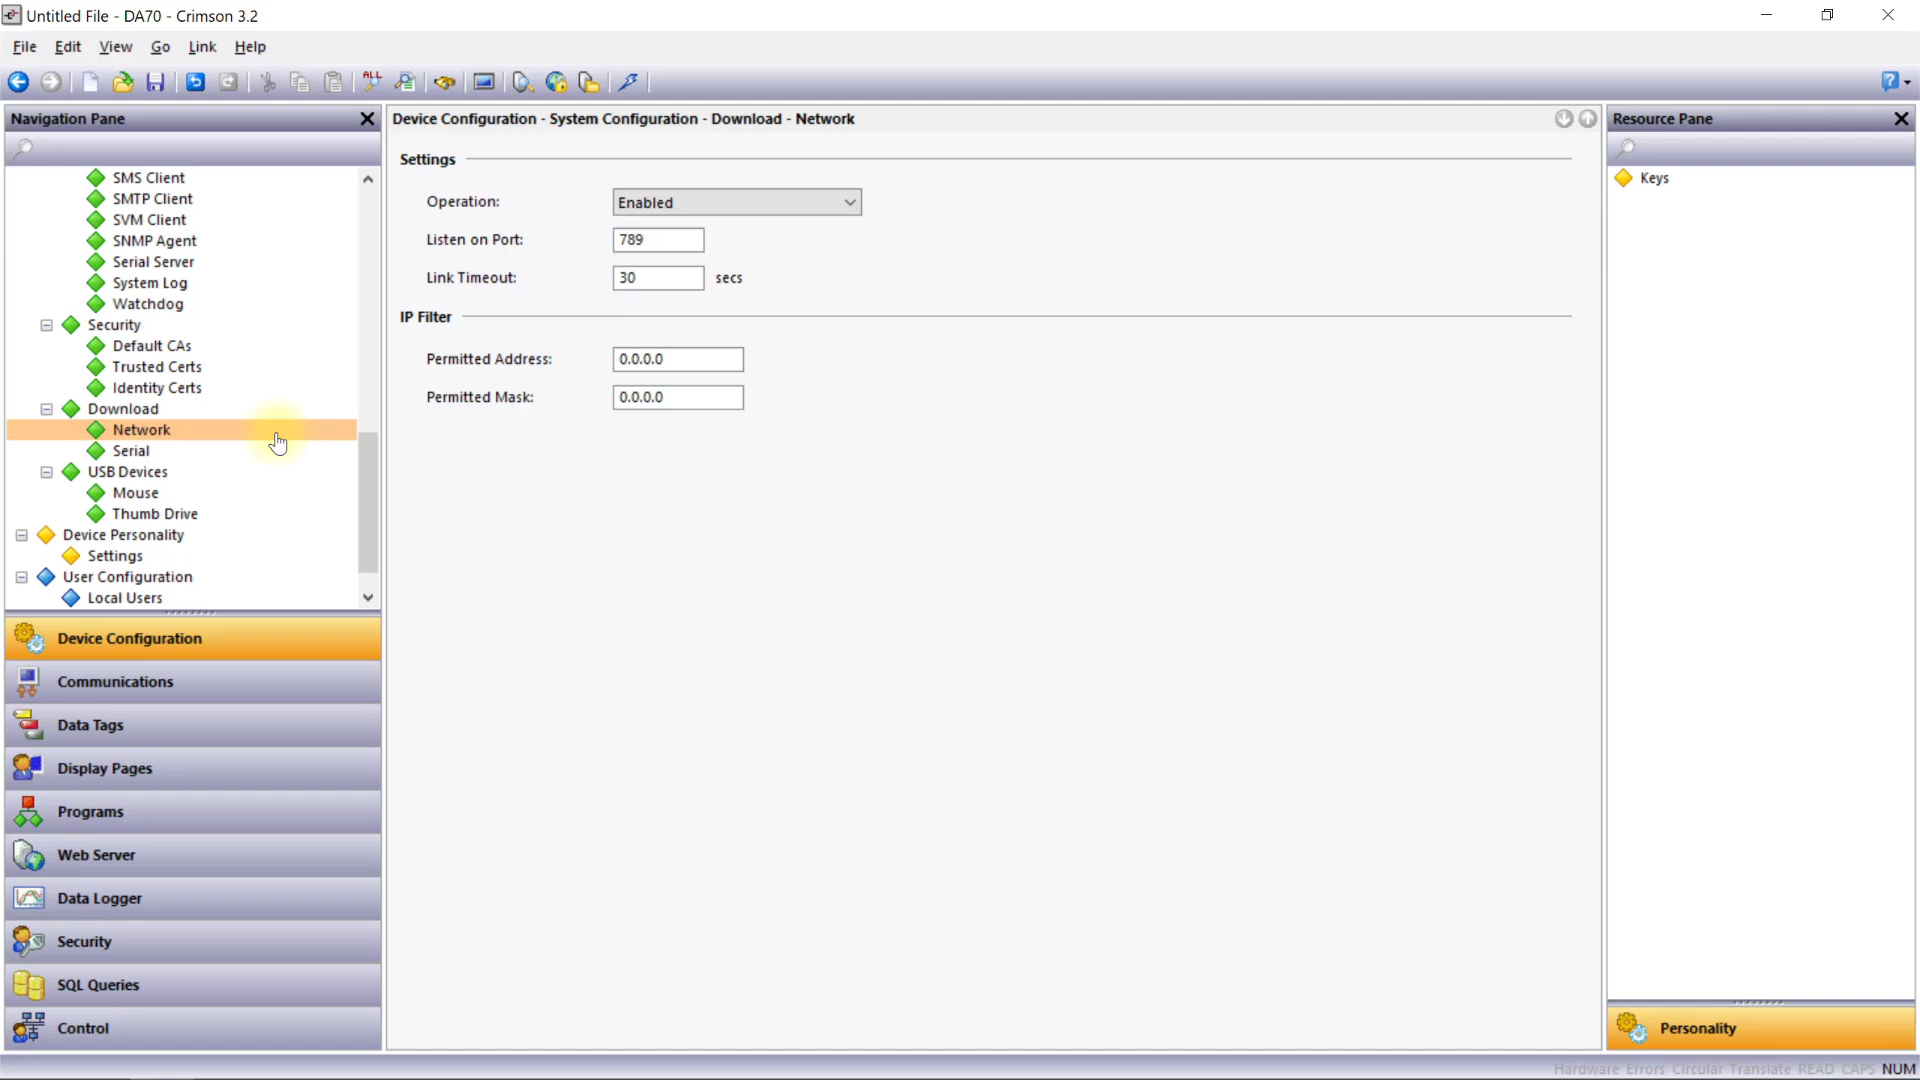 Untitled File - DA70 - Crimson 3.2
File Edit View Go Link Help
ALL
Navigation Pane
SMS Client
SMTP Client
SVM Client
SNMP Agent
Serial Server
System Log
Watchdog
Security
Default CAs
Trusted Certs
Identity Certs
Download
Network
Serial
USB Devices
Mouse
Thumb Drive
Device Personality
Settings
User Configuration
Local Users
Device Configuration
Communications
Data Tags
Display Pages
Programs
Web Server
Data Logger
Security
SQL Queries
Control
Device Configuration - System Configuration - Download - Network
Settings
Operation: Enabled
Listen on Port: 789
Link Timeout: 30 secs
IP Filter
Permitted Address: 0.0.0.0
Permitted Mask: 0.0.0.0
Resource Pane
Keys
Personality
Hardware Errors Circular Translate READ CAPS NUM